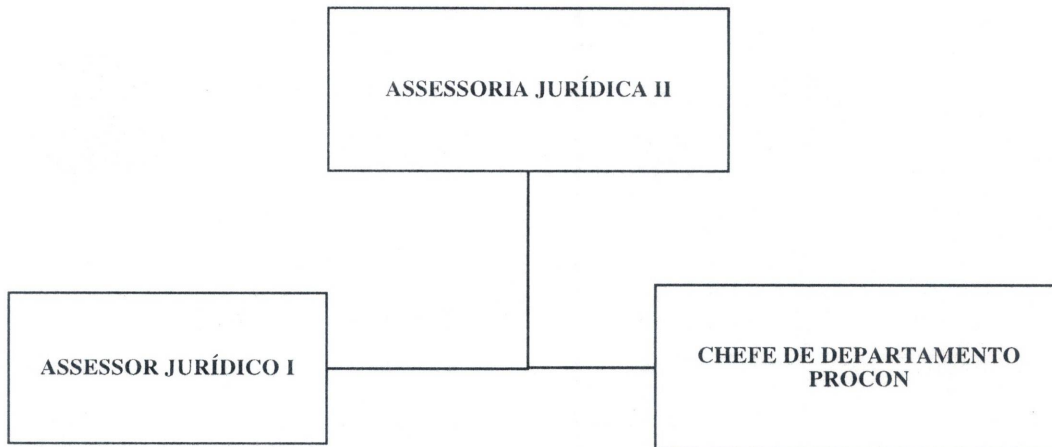 ASSESSORIA JURÍDICA II
ASSESSOR JURÍDICO I
CHEFE DE DEPARTAMENTO
PROCON